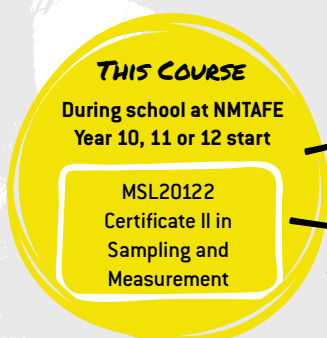 THIS COURSE
During school at NMTAFE
Year 10, 11 or 12 start
MSL20122
Certificate II in
Sampling and
Measurement